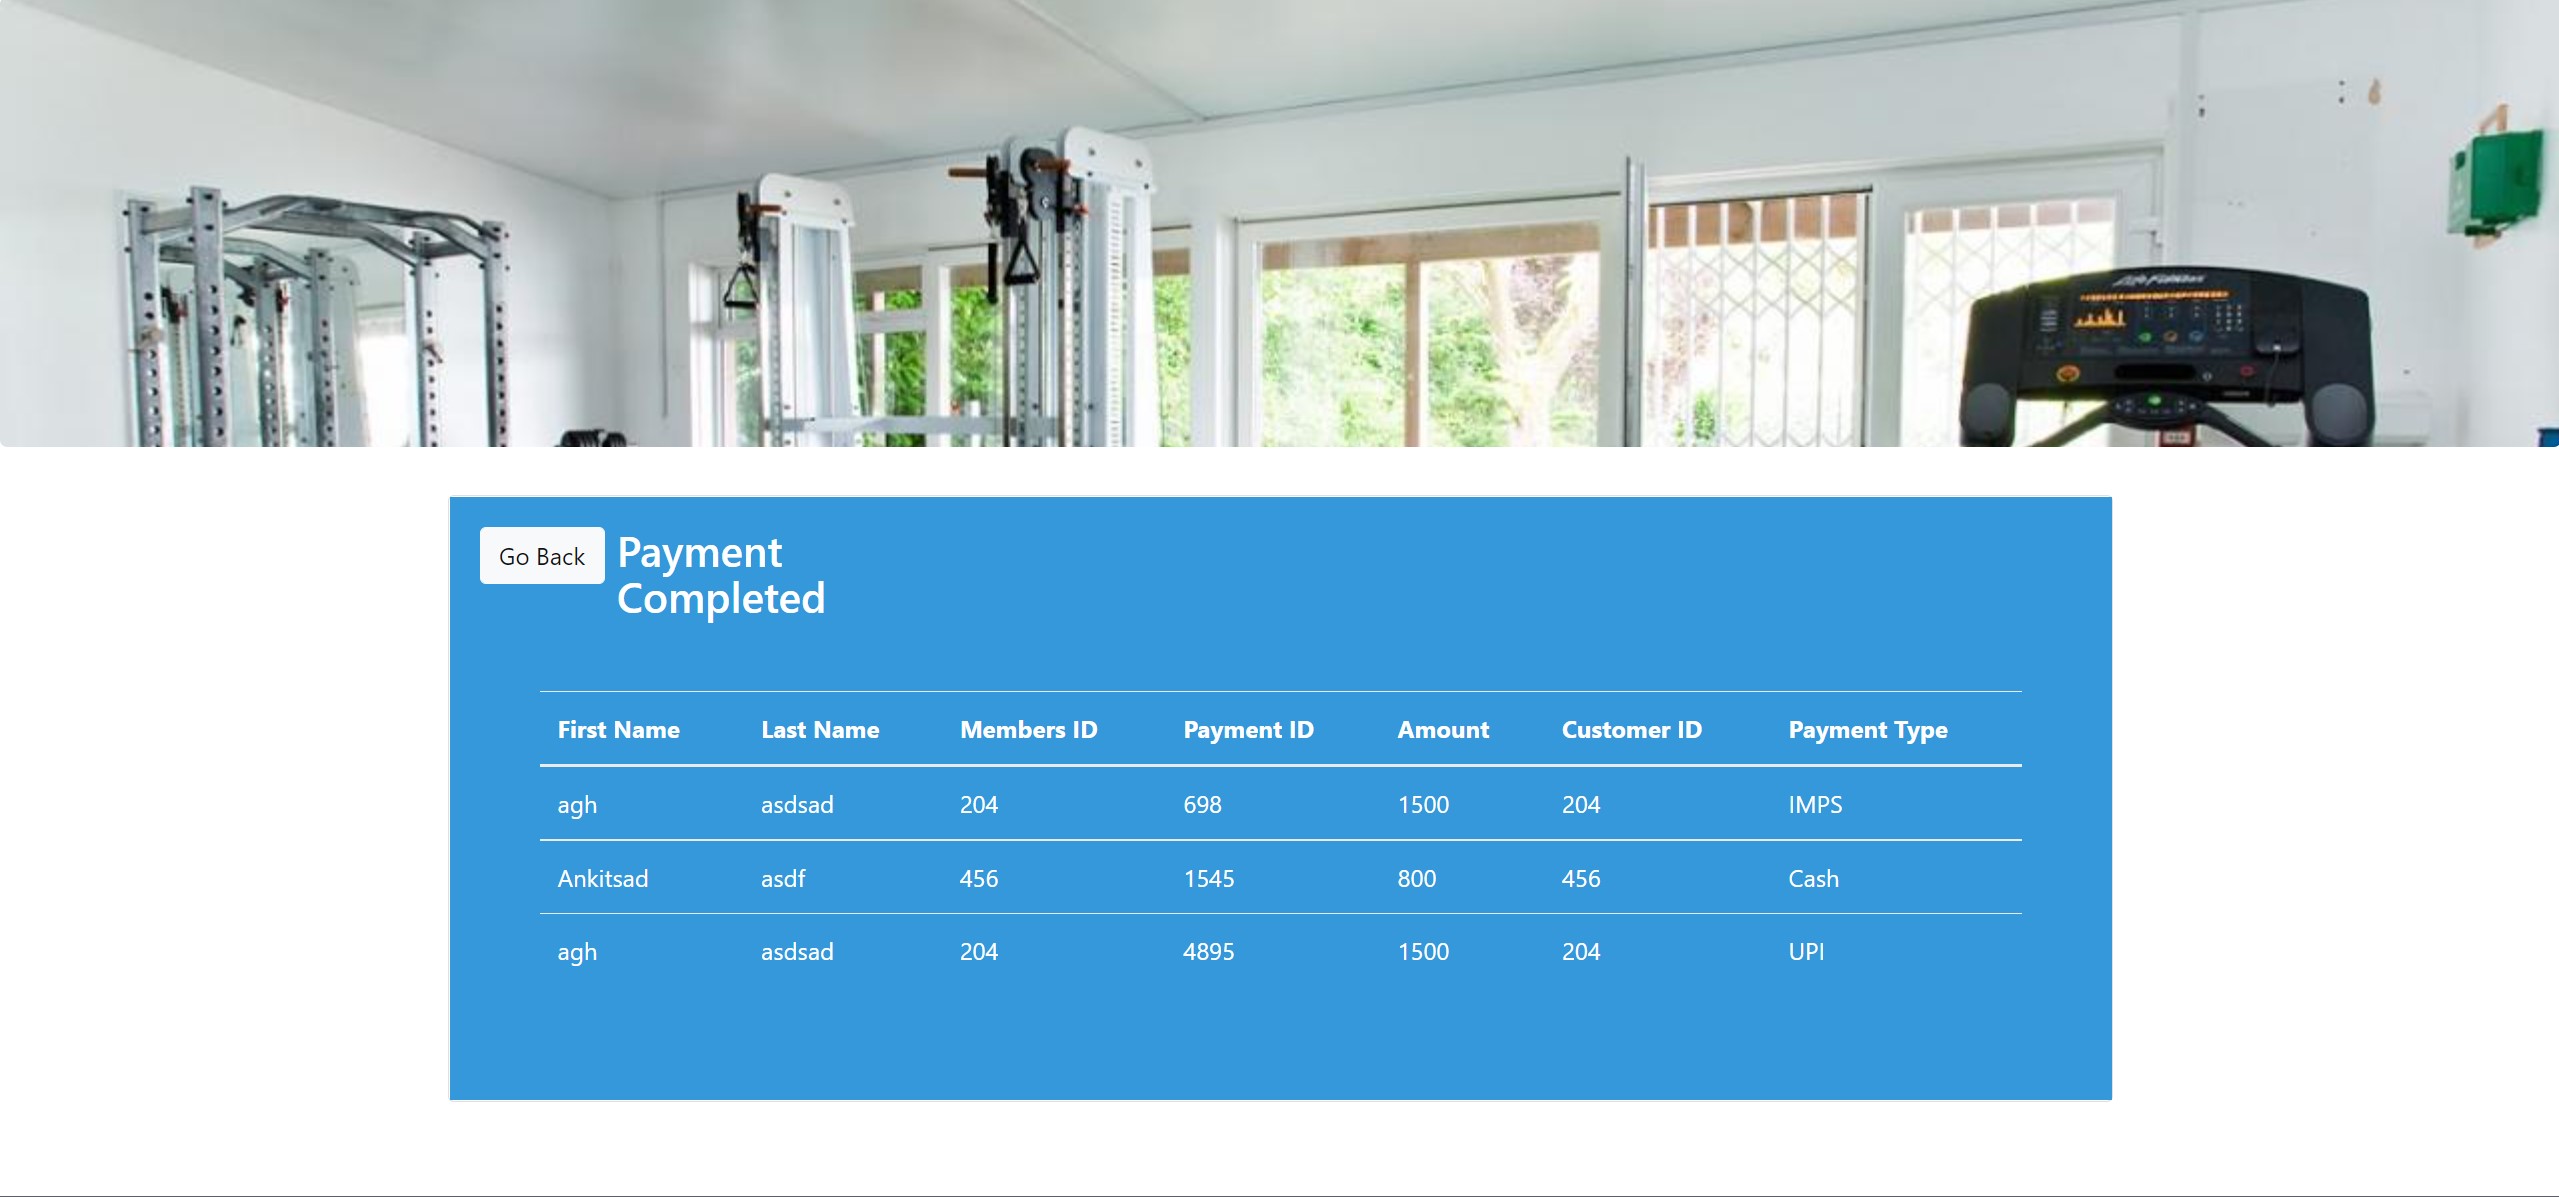 Life Fitness
Go Back
Payment
Completed
First Name Last Name Members ID Payment ID Amount Customer ID Payment Type
agh asdsad 204 698 1500 204 IMPS
Ankitsad asdf 456 1545 800 456 Cash
agh asdsad 204 4895 1500 204 UPI